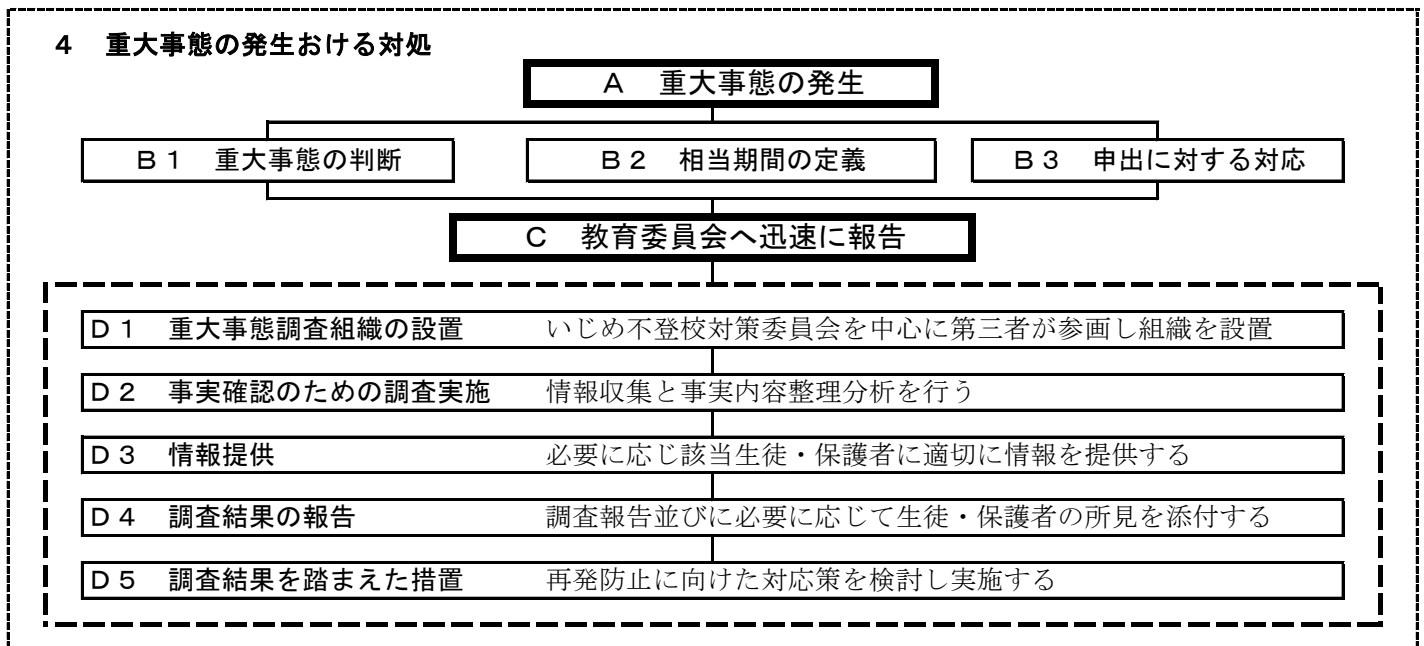 ４　重大事態の発生おける対処
Ａ　重大事態の発生
Ｂ１　重大事態の判断
Ｂ２　相当期間の定義
Ｂ３　申出に対する対応
Ｃ　教育委員会へ迅速に報告
Ｄ１　重大事態調査組織の設置　いじめ不登校対策委員会を中心に第三者が参画し組織を設置
Ｄ２　事実確認のための調査実施　情報収集と事実内容整理分析を行う
Ｄ３　情報提供　必要に応じ該当生徒・保護者に適切に情報を提供する
Ｄ４　調査結果の報告　調査報告並びに必要に応じて生徒・保護者の所見を添付する
Ｄ５　調査結果を踏まえた措置　再発防止に向けた対応策を検討し実施する